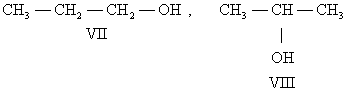 CH₃ — CH₂ — CH₂ — OH ,   CH₃ — CH — CH₃
VII
|
OH
VIII